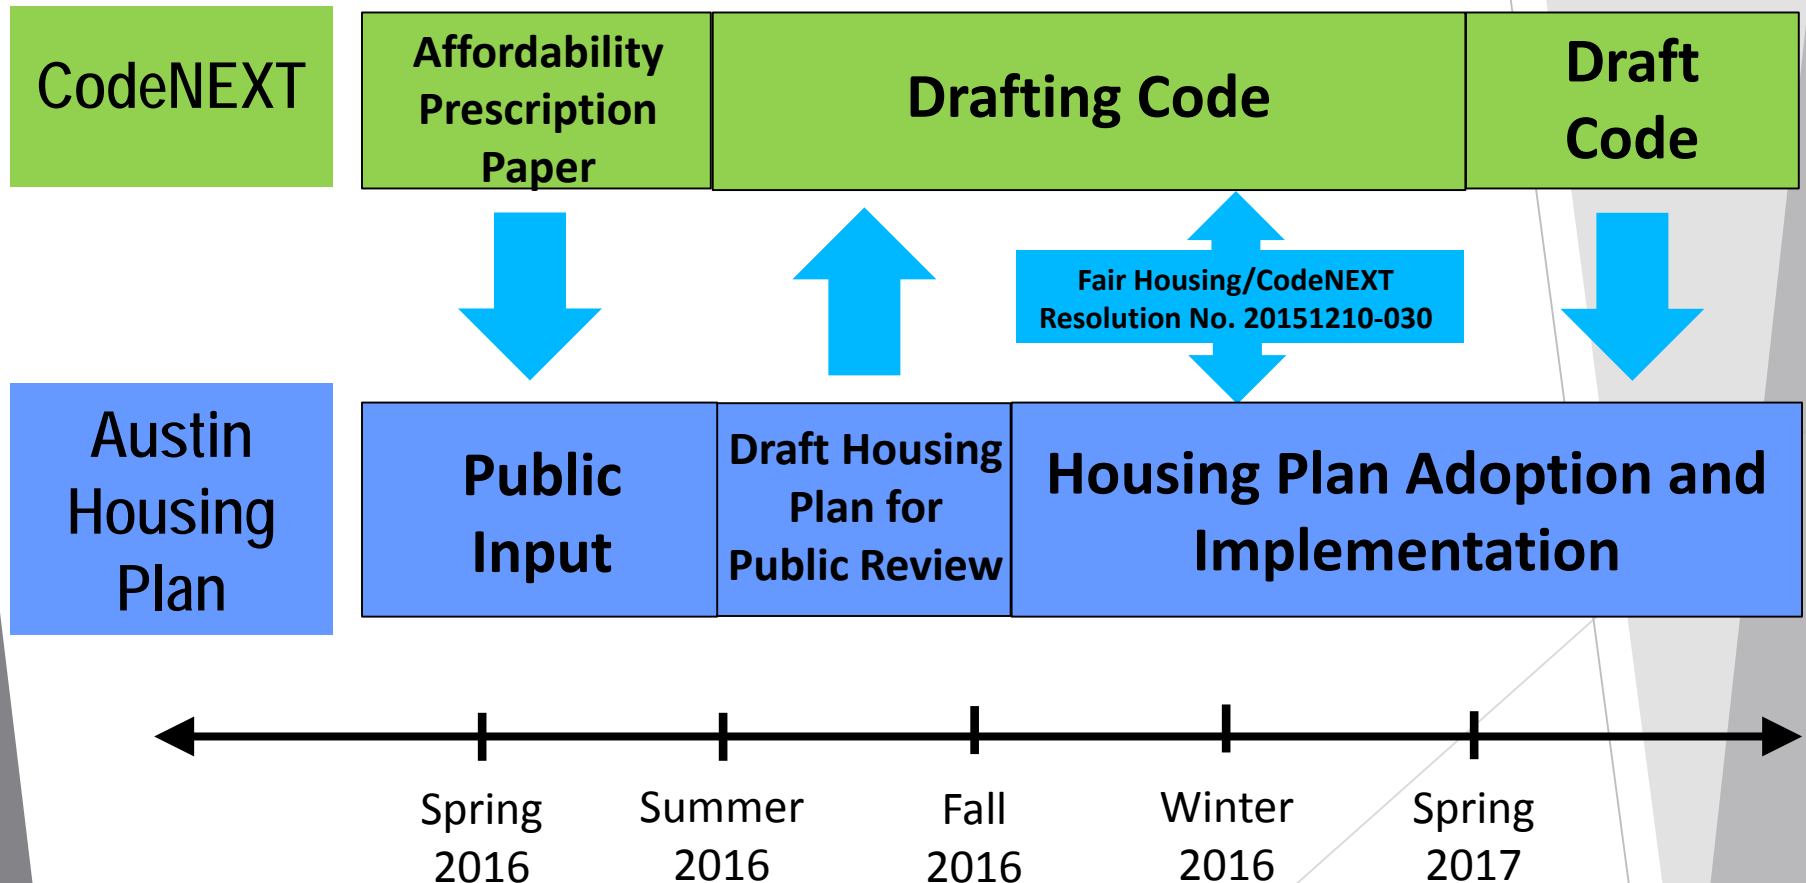 CodeNEXT
Affordability
Prescription
Paper
Drafting Code
Draft
Code
Fair Housing/CodeNEXT
Resolution No. 20151210-030
Austin
Housing
Plan
Public
Input
Draft Housing
Plan for
Public Review
Housing Plan Adoption and
Implementation
Spring
2016
Summer
2016
Fall
2016
Winter
2016
Spring
2017